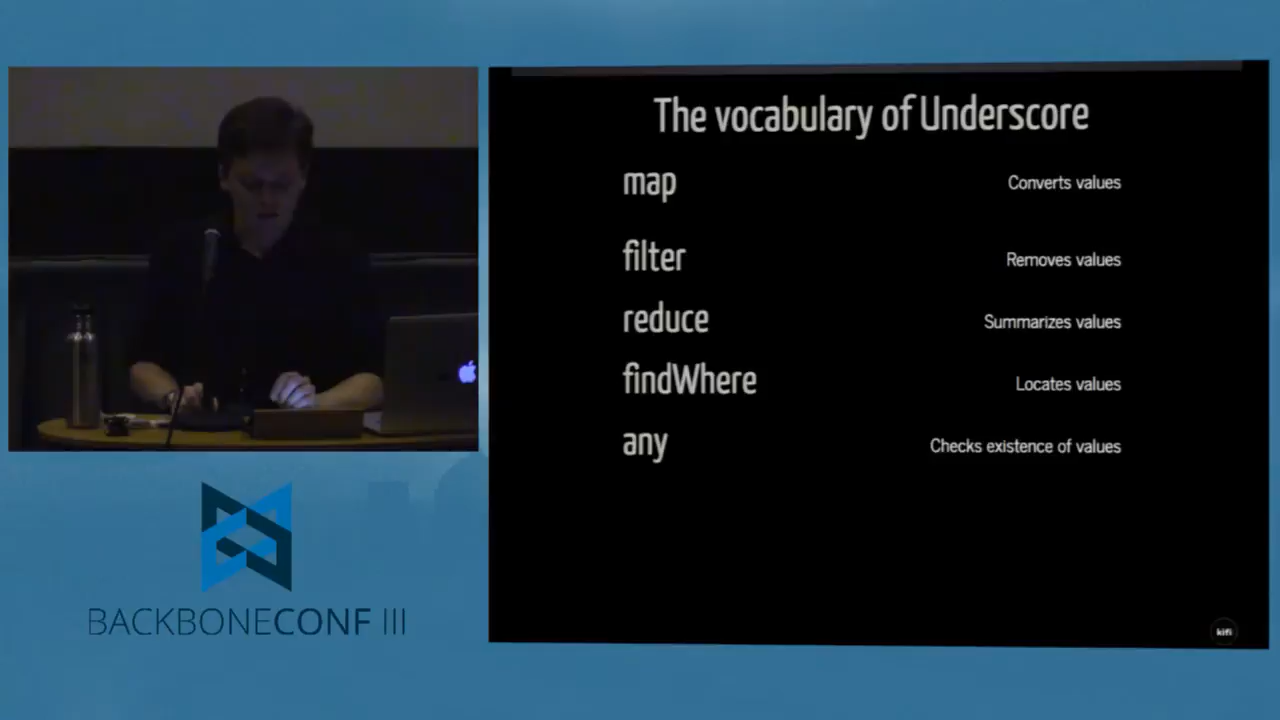 The vocabulary of Underscore
map Converts values
filter Removes values
reduce Summarizes values
findWhere Locates values
any Checks existence of values
kifi
BACKBONECONF III